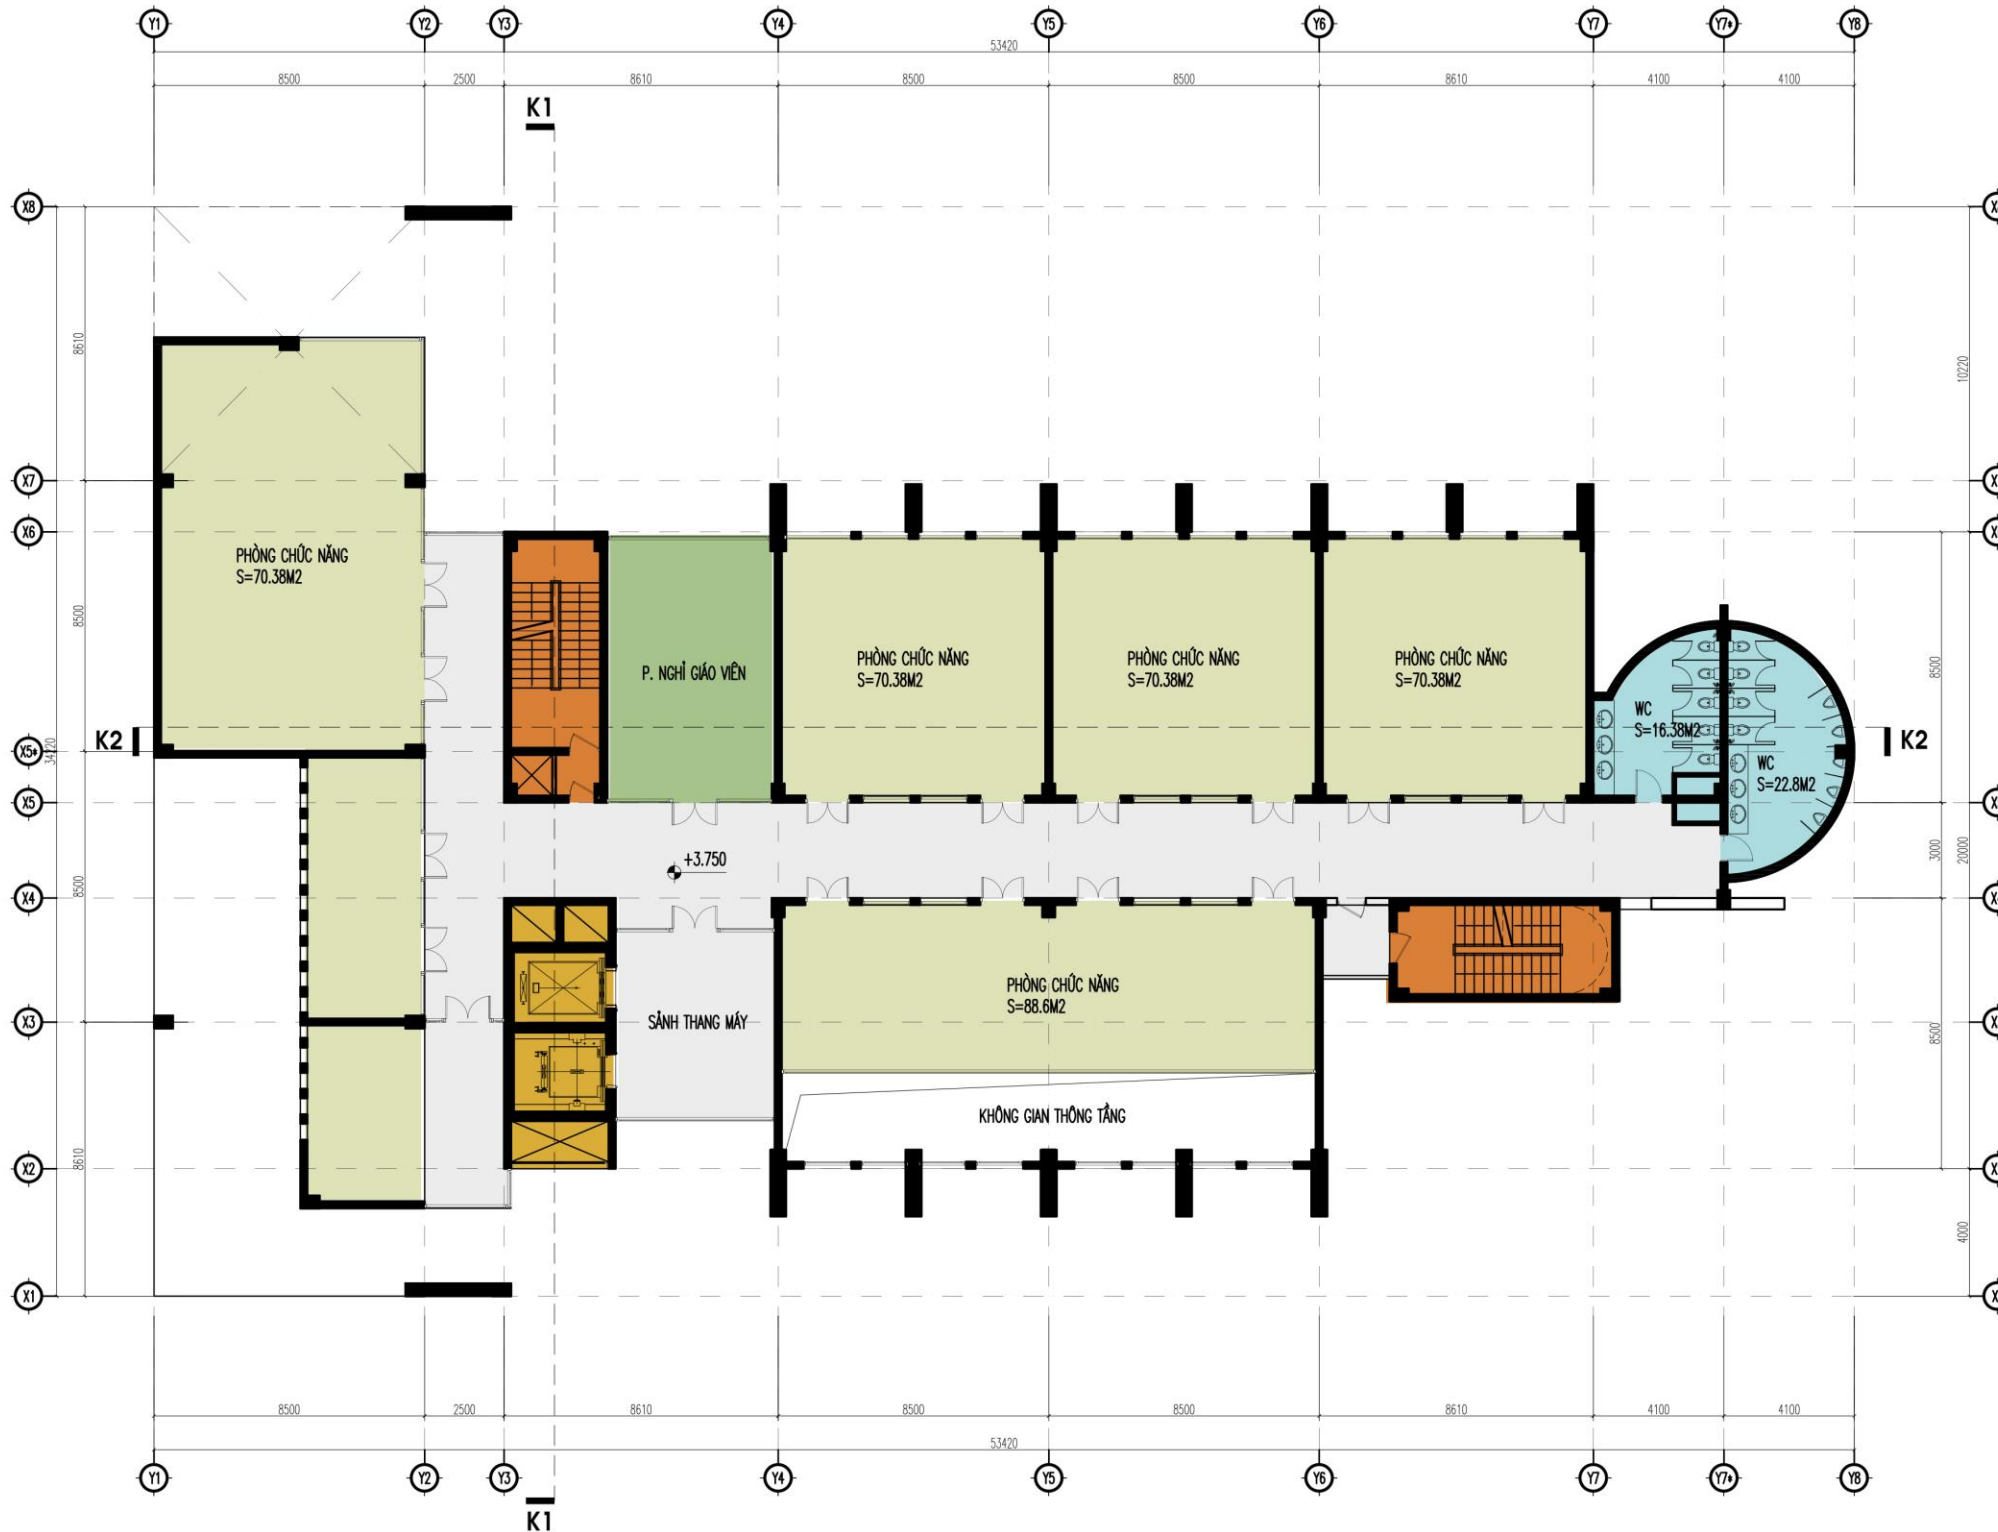 Y1 Y2 Y3 Y4 Y5 Y6 Y7 Y7* Y8
53420
8500 2500 8610 8500 8500 8610 4100 4100
K1
X8
8610
10220
X7
X6
PHÒNG CHỨC NĂNG
S=70.38M2
8500
P. NGHỈ GIÁO VIÊN
PHÒNG CHỨC NĂNG
S=70.38M2
PHÒNG CHỨC NĂNG
S=70.38M2
PHÒNG CHỨC NĂNG
S=70.38M2
8500
WC
S=16.38M2
WC
S=22.8M2
K2
K2
X5*
34220
X5
+3.750
3000
20000
8500
X4
PHÒNG CHỨC NĂNG
S=88.6M2
X3
SẢNH THANG MÁY
8500
KHÔNG GIAN THÔNG TẦNG
8610
X2
4000
X1
8500 2500 8610 8500 8500 8610 4100 4100
53420
Y1 Y2 Y3 Y4 Y5 Y6 Y7 Y7* Y8
K1